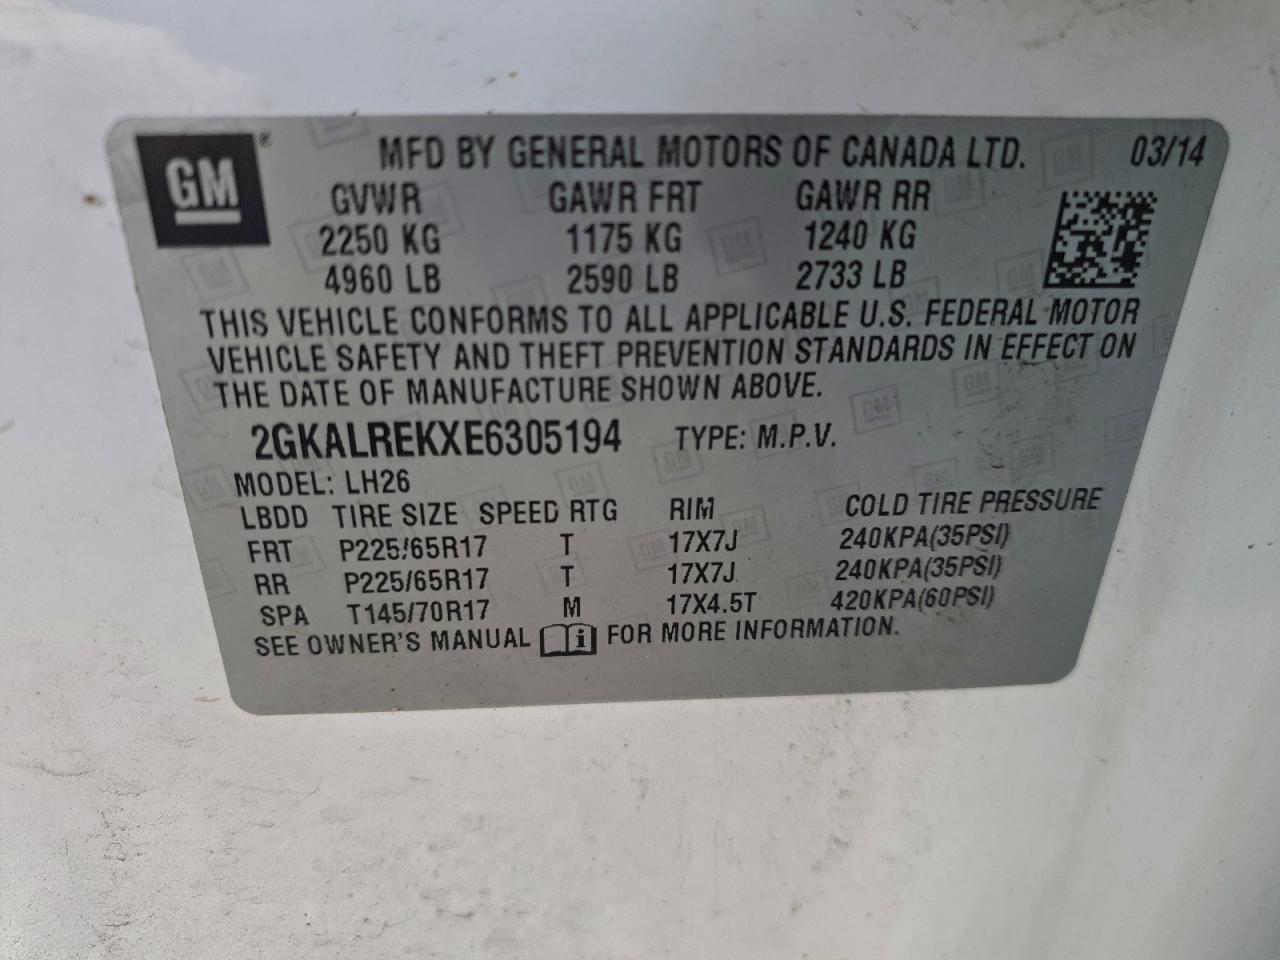 GM ®
MFD BY GENERAL MOTORS OF CANADA LTD. 03/14
GVWR GAWR FRT GAWR RR
2250 KG 1175 KG 1240 KG
4960 LB 2590 LB 2733 LB
THIS VEHICLE CONFORMS TO ALL APPLICABLE U.S. FEDERAL MOTOR
VEHICLE SAFETY AND THEFT PREVENTION STANDARDS IN EFFECT ON
THE DATE OF MANUFACTURE SHOWN ABOVE.
2GKALREKXE6305194 TYPE: M.P.V.
MODEL: LH26
LBDD TIRE SIZE SPEED RTG RIM COLD TIRE PRESSURE
FRT P225/65R17 T 17X7J 240KPA(35PSI)
RR P225/65R17 T 17X7J 240KPA(35PSI)
SPA T145/70R17 M 17X4.5T 420KPA(60PSI)
SEE OWNER'S MANUAL i FOR MORE INFORMATION.